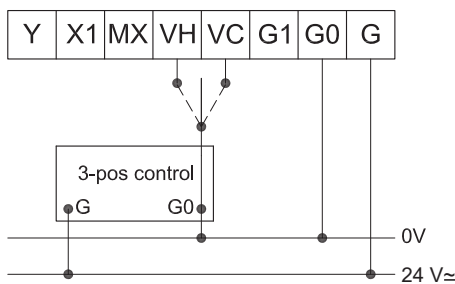 Y X1 MX VH VC G1 G0 G
3-pos control
G G0
0V
24 V≃